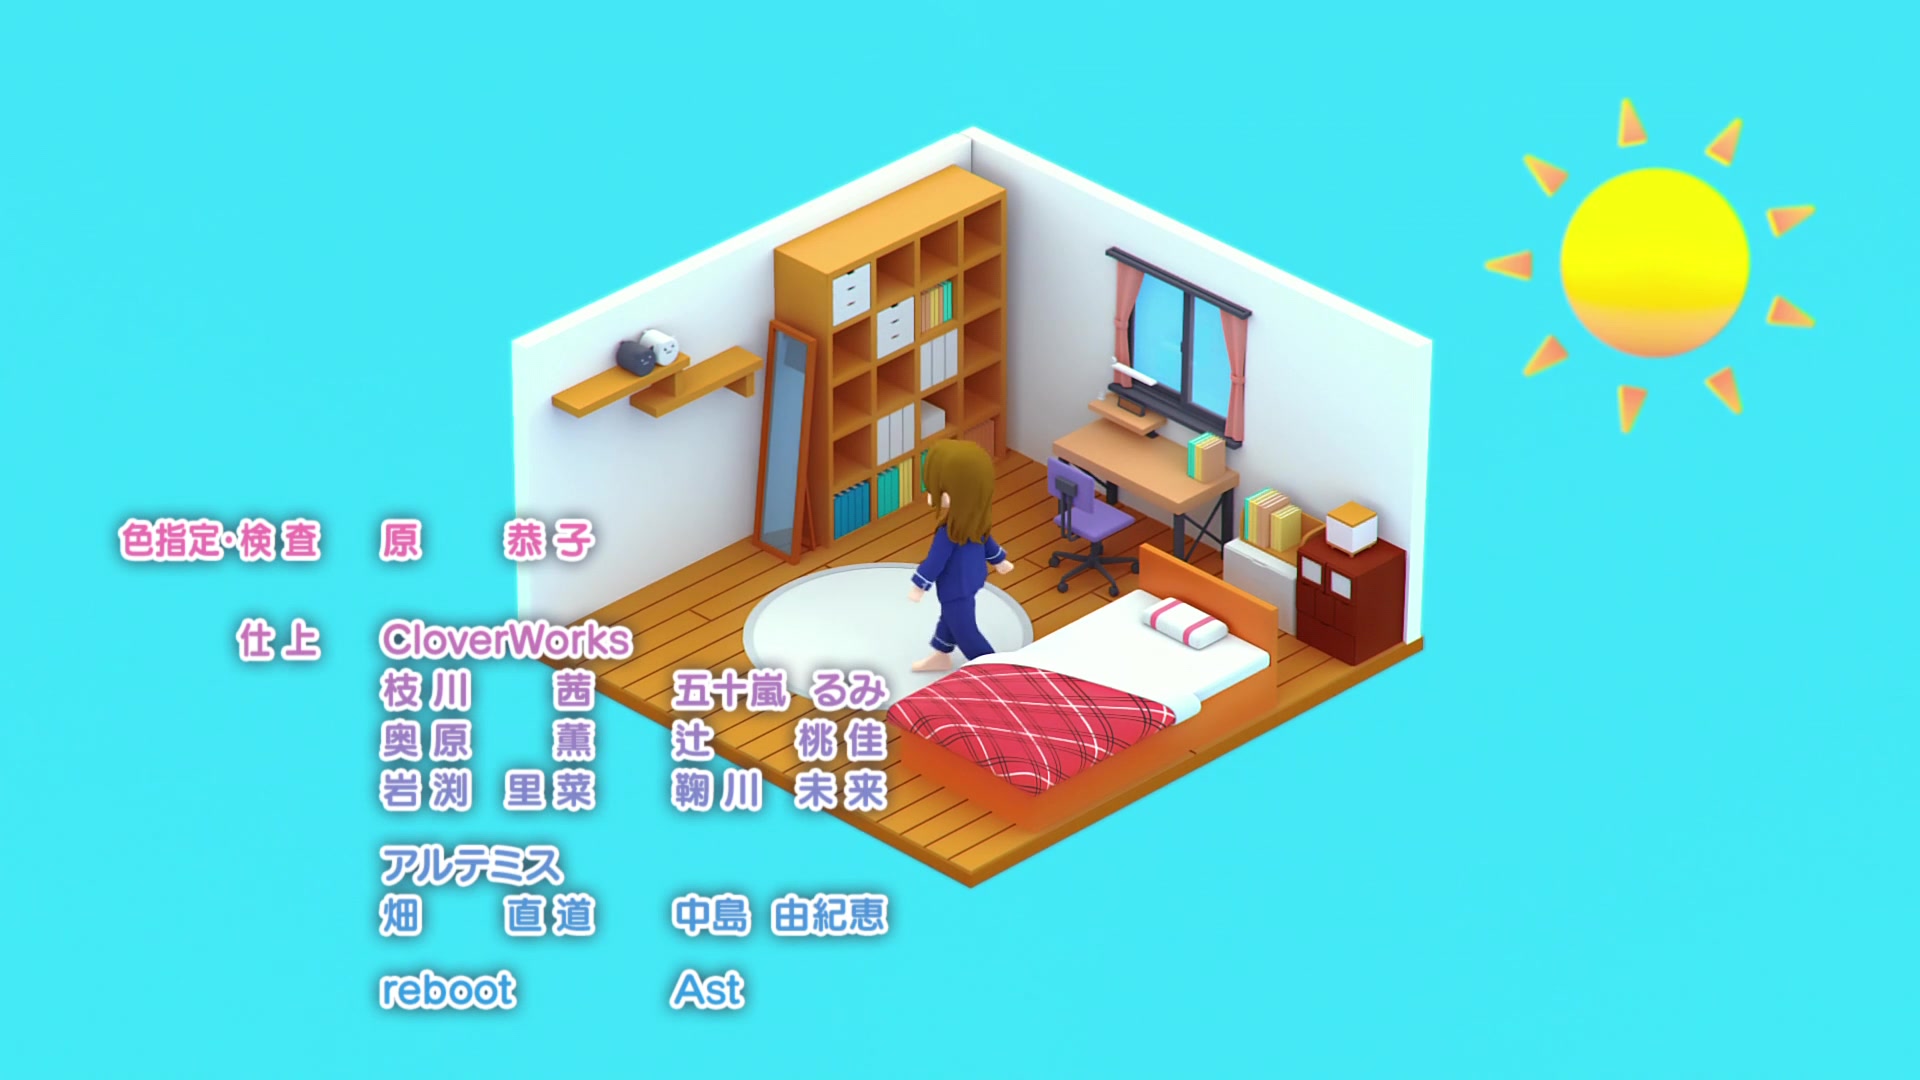 色指定・検査 原 恭子
仕上 CloverWorks
枝川 茜 五十嵐 るみ
奥原 薫 辻 桃佳
岩渕 里菜 鞠川 未来
アルテミス
畑 直道 中島 由紀恵
reboot Ast